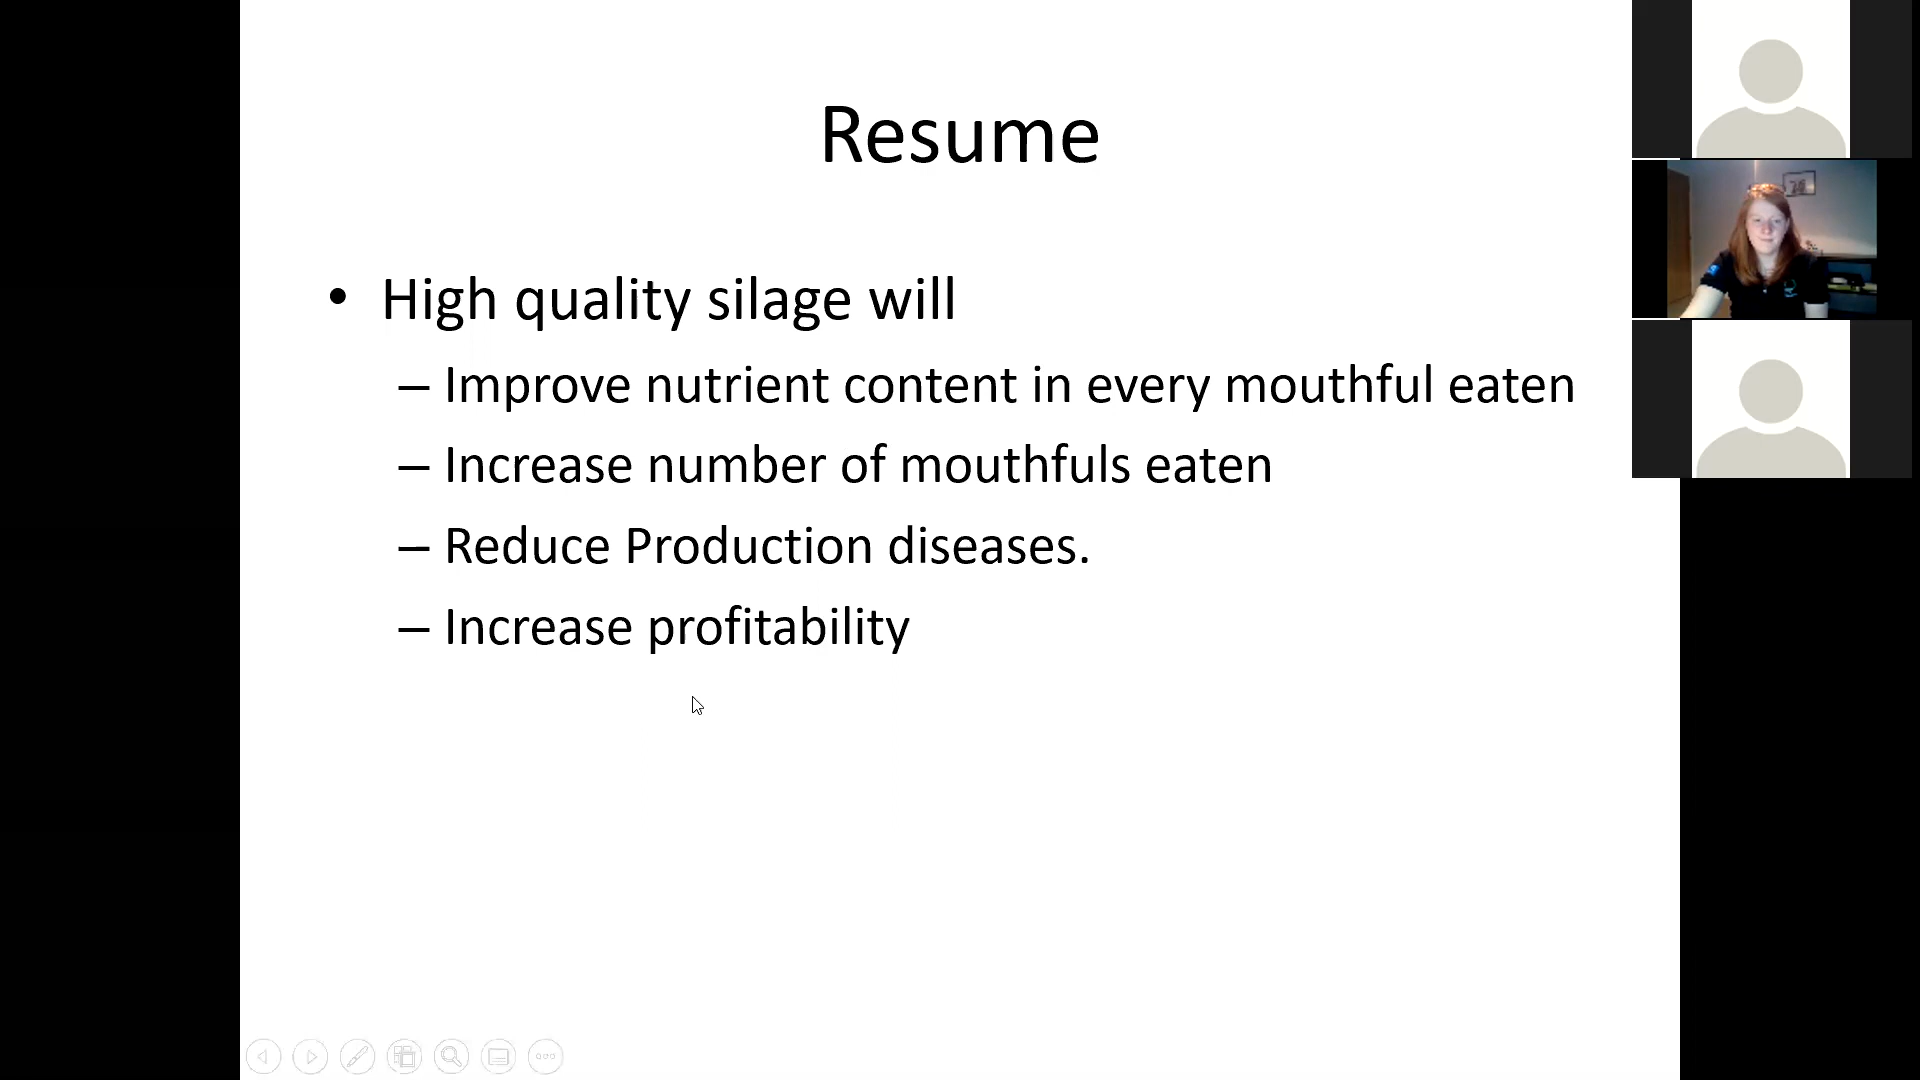 Resume
• High quality silage will
– Improve nutrient content in every mouthful eaten
– Increase number of mouthfuls eaten
– Reduce Production diseases.
– Increase profitability